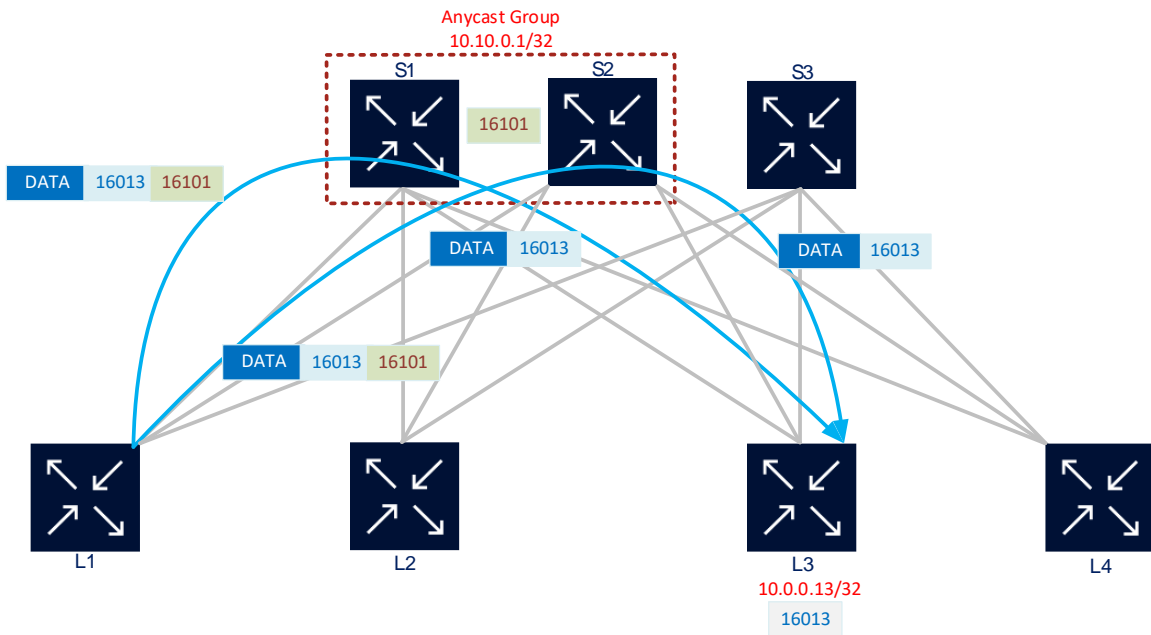 Anycast Group
10.10.0.1/32
S1
S2
S3
16101
DATA 16013 16101
DATA 16013
DATA 16013
DATA 16013 16101
L1
L2
L3
L4
10.0.0.13/32
16013